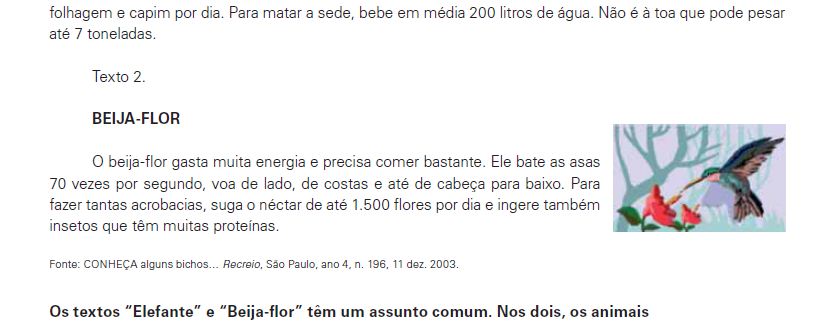 folhagem e capim por dia. Para matar a sede, bebe em média 200 litros de água. Não é à toa que pode pesar
até 7 toneladas.
Texto 2.
BEIJA-FLOR
O beija-flor gasta muita energia e precisa comer bastante. Ele bate as asas
70 vezes por segundo, voa de lado, de costas e até de cabeça para baixo. Para
fazer tantas acrobacias, suga o néctar de até 1.500 flores por dia e ingere também
insetos que têm muitas proteínas.
Fonte: CONHEÇA alguns bichos... Recreio, São Paulo, ano 4, n. 196, 11 dez. 2003.
Os textos “Elefante” e “Beija-flor” têm um assunto comum. Nos dois, os animais